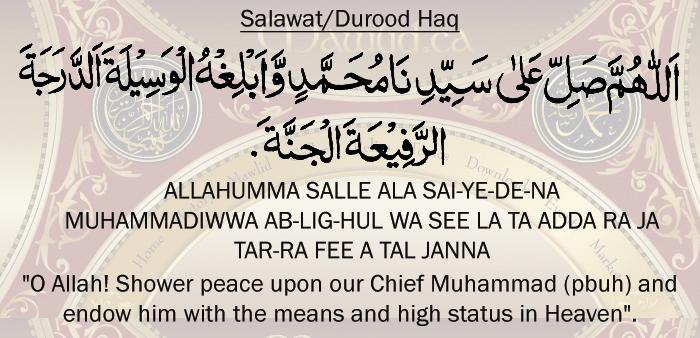 Salawat/Durood Haq
اَللّٰهُمَّ صَلِّ عَلىٰ سَيِّدِنَا مُحَمَّدٍ وَّاَبْلِغْهُ الْوَسِيْلَةَ اَلدَّرَجَةَ
الرَّفِيْعَةَ الْجَنَّةَ.
ALLAHUMMA SALLE ALA SAI-YE-DE-NA
MUHAMMADIWWA AB-LIG-HUL WA SEE LA TA ADDA RA JA
TAR-RA FEE A TAL JANNA
"O Allah! Shower peace upon our Chief Muhammad (pbuh) and
endow him with the means and high status in Heaven".